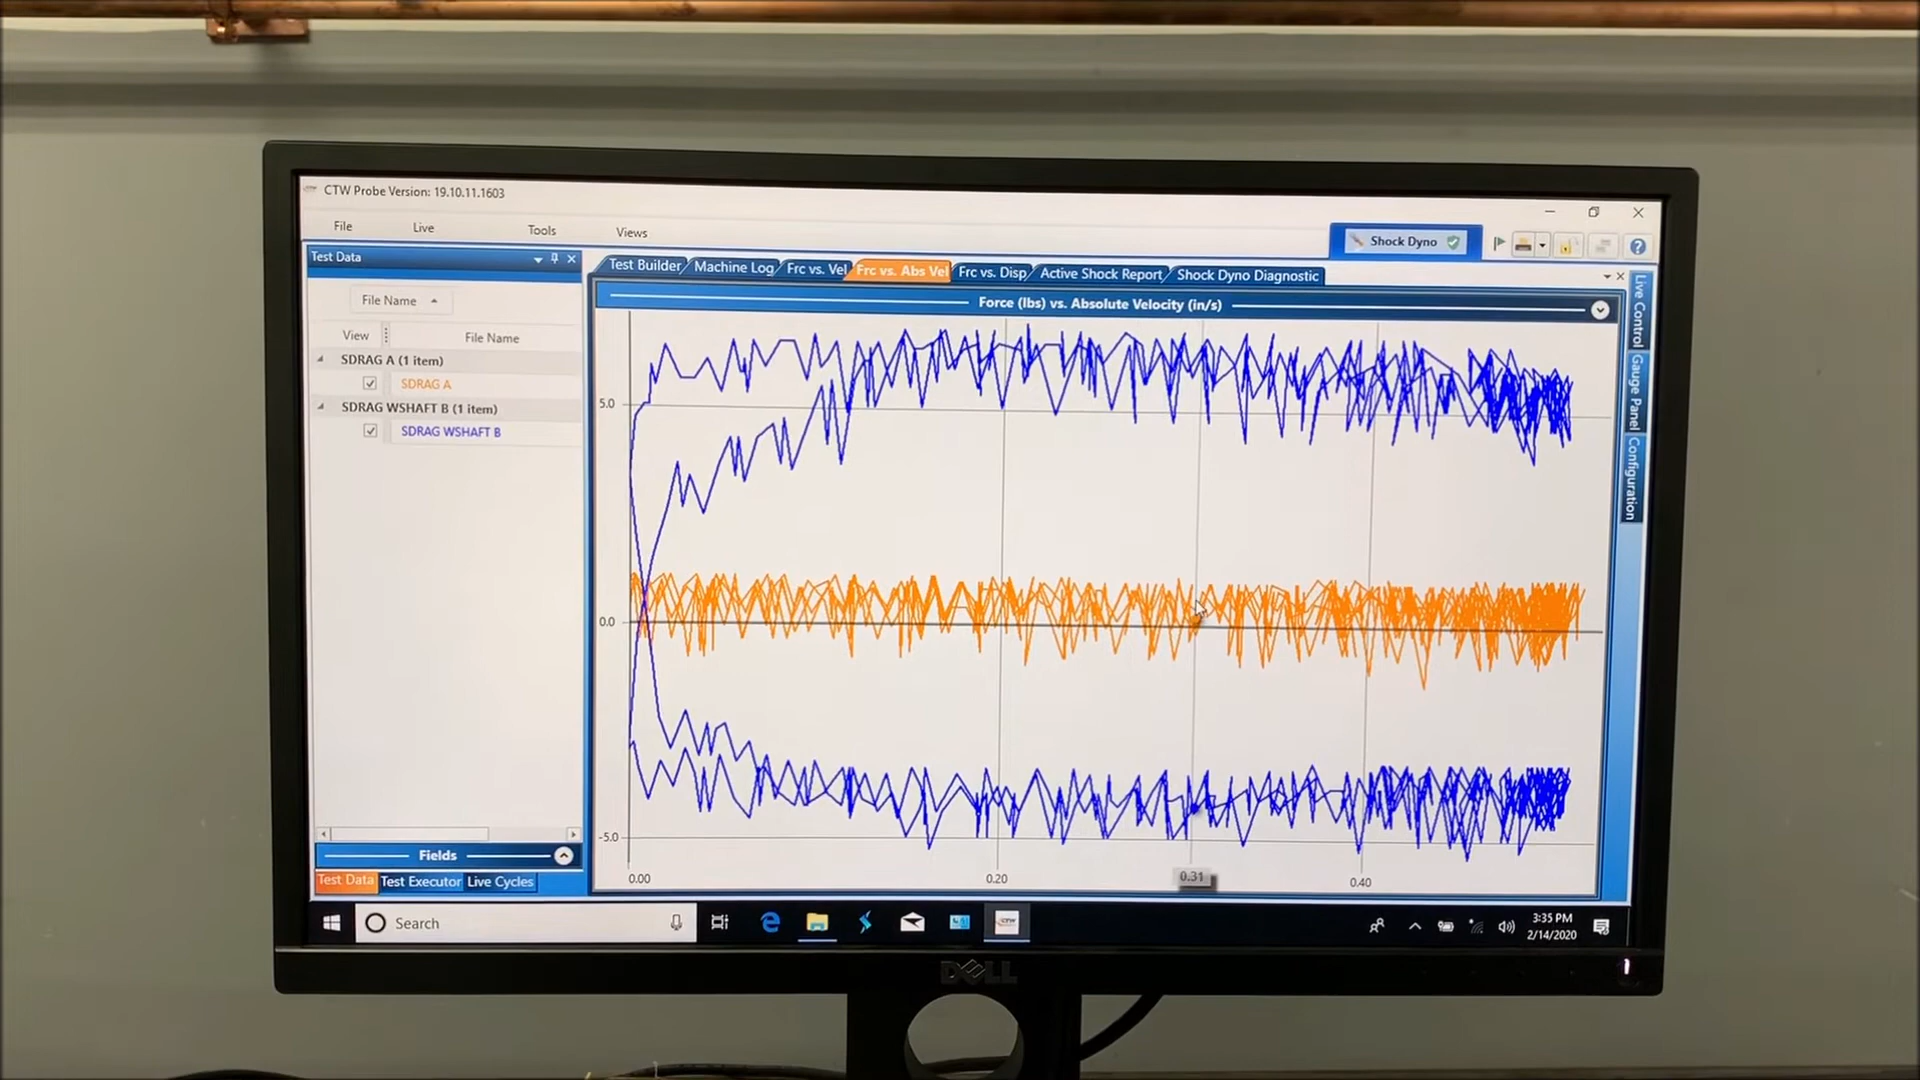 CTW Probe Version: 19.10.11.1603
File Live Tools Views
Shock Dyno
Test Data
Test Builder Machine Log Frc vs. Vel Frc vs. Abs Vel Frc vs. Disp Active Shock Report Shock Dyno Diagnostic
Force (lbs) vs. Absolute Velocity (in/s)
File Name
View File Name
SDRAG A (1 item)
SDRAG A
SDRAG WSHAFT B (1 item)
SDRAG WSHAFT B
5.0
0.0
-5.0
0.00 0.20 0.31 0.40
Live Control
Gauge Panel
Configuration
Fields
Test Data Test Executor Live Cycles
Search
3:35 PM
2/14/2020
DELL